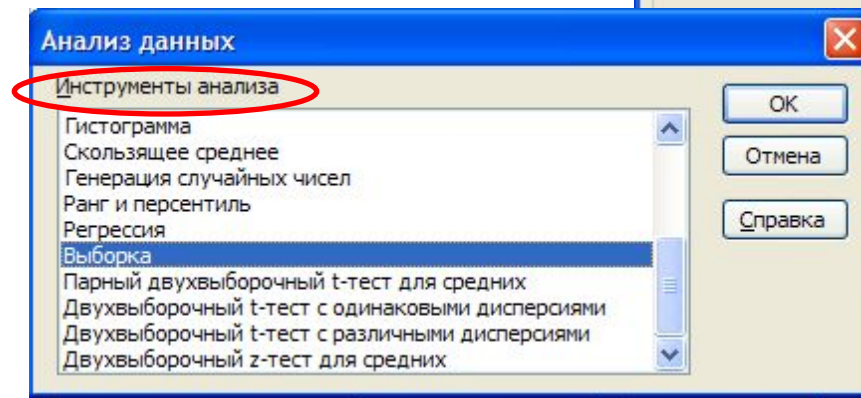 Анализ данных
Инструменты анализа
Гистограмма
Скользящее среднее
Генерация случайных чисел
Ранг и персентиль
Регрессия
Выборка
Парный двухвыборочный t-тест для средних
Двухвыборочный t-тест с одинаковыми дисперсиями
Двухвыборочный t-тест с различными дисперсиями
Двухвыборочный z-тест для средних
OK
Отмена
Справка